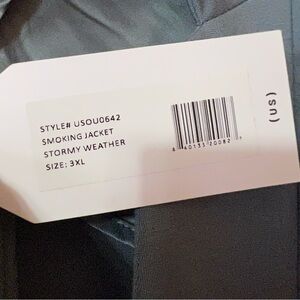 STYLE# USOU0642
SMOKING JACKET
STORMY WEATHER
SIZE: 3XL
(US)